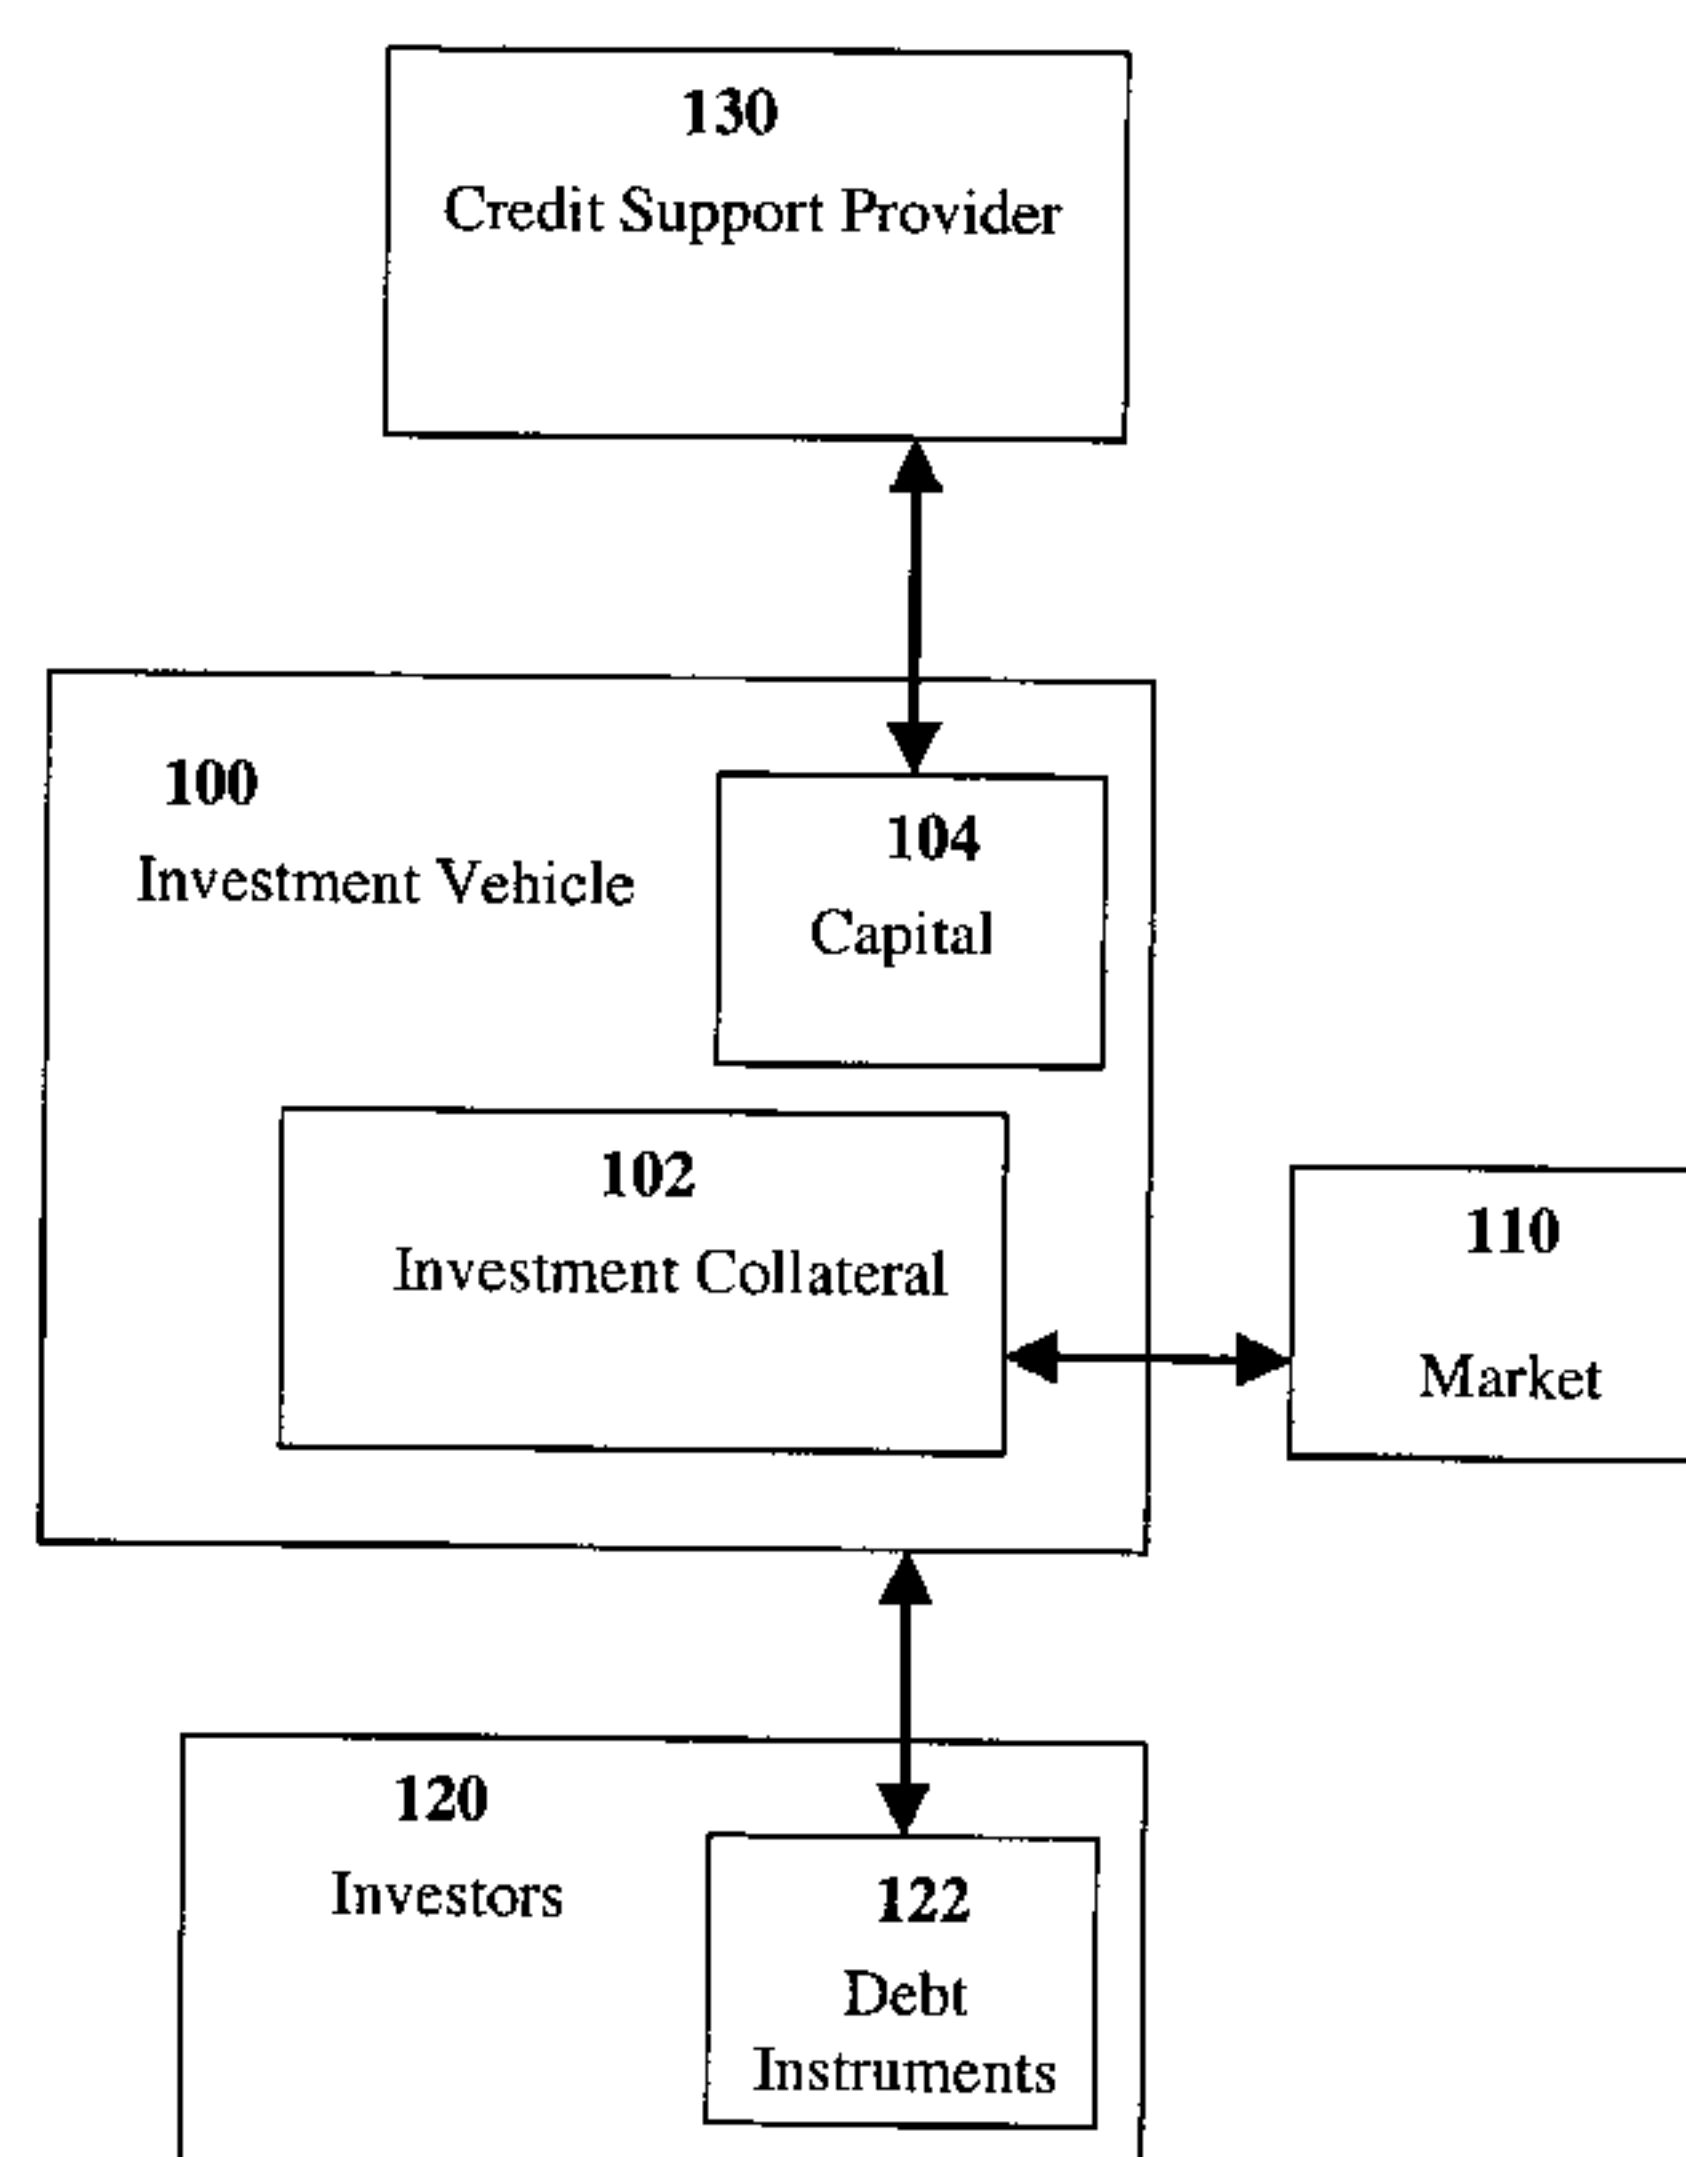 130
Credit Support Provider
100
Investment Vehicle
104
Capital
102
Investment Collateral
110
Market
120
Investors
122
Debt
Instruments